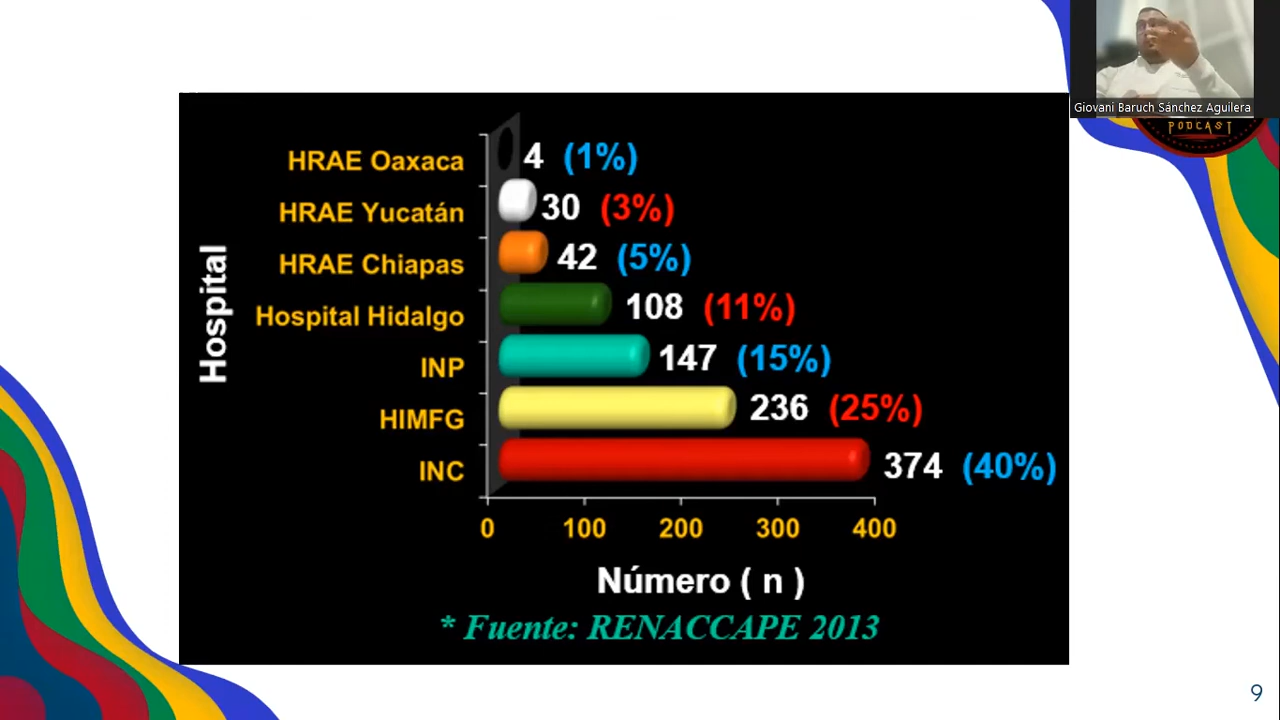 Giovani Baruch Sánchez Aguilera
PODCAST
Hospital
HRAE Oaxaca 4 (1%)
HRAE Yucatán 30 (3%)
HRAE Chiapas 42 (5%)
Hospital Hidalgo 108 (11%)
INP 147 (15%)
HIMFG 236 (25%)
INC 374 (40%)
0 100 200 300 400
Número ( n )
* Fuente: RENACCAPE 2013
9